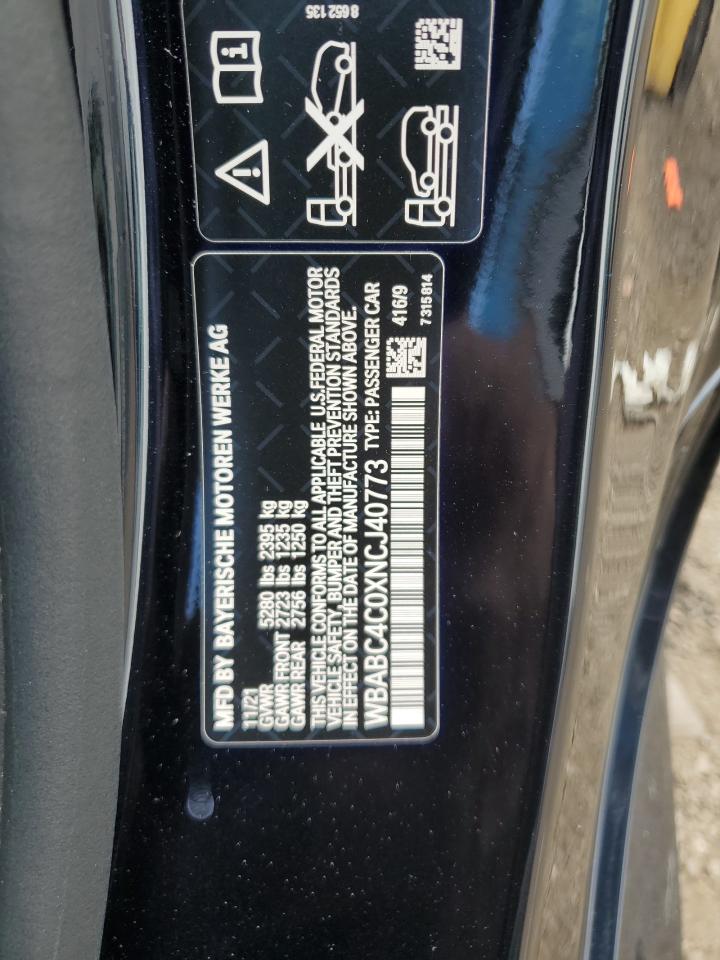 MFD BY BAYERISCHE MOTOREN WERKE AG
11/21
GVWR 5280 lbs 2395 kg
GAWR FRONT 2723 lbs 1235 kg
GAWR REAR 2756 lbs 1250 kg
THIS VEHICLE CONFORMS TO ALL APPLICABLE U.S. FEDERAL MOTOR
VEHICLE SAFETY, BUMPER AND THEFT PREVENTION STANDARDS
IN EFFECT ON THE DATE OF MANUFACTURE SHOWN ABOVE.
WBABC4C0XNCJ40773 TYPE: PASSENGER CAR
416/9
7315814
8 652 135